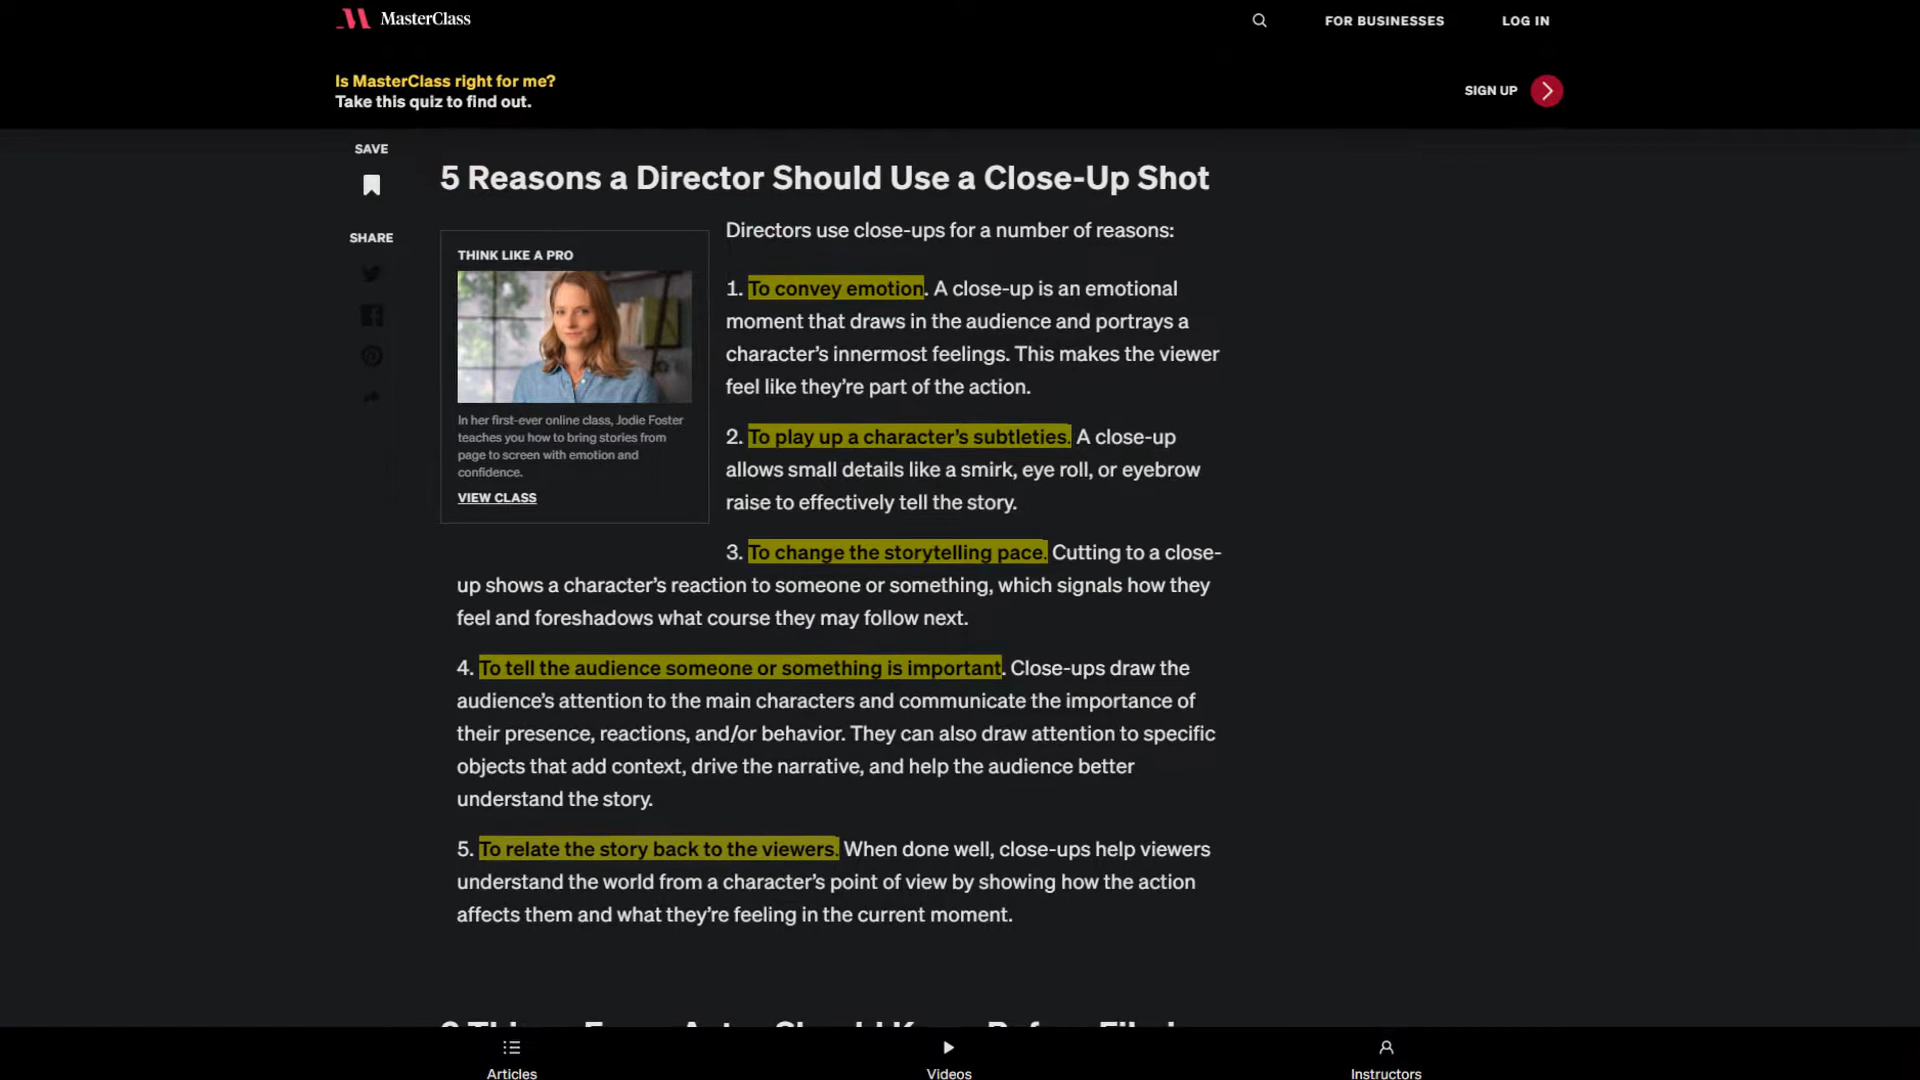 MasterClass
FOR BUSINESSES
LOG IN
Is MasterClass right for me?
Take this quiz to find out.
SIGN UP
SAVE
SHARE
5 Reasons a Director Should Use a Close-Up Shot
THINK LIKE A PRO
In her first-ever online class, Jodie Foster
teaches you how to bring stories from
page to screen with emotion and
confidence.
VIEW CLASS
Directors use close-ups for a number of reasons:
1. To convey emotion. A close-up is an emotional
moment that draws in the audience and portrays a
character’s innermost feelings. This makes the viewer
feel like they’re part of the action.
2. To play up a character’s subtleties. A close-up
allows small details like a smirk, eye roll, or eyebrow
raise to effectively tell the story.
3. To change the storytelling pace. Cutting to a close-
up shows a character’s reaction to someone or something, which signals how they
feel and foreshadows what course they may follow next.
4. To tell the audience someone or something is important. Close-ups draw the
audience’s attention to the main characters and communicate the importance of
their presence, reactions, and/or behavior. They can also draw attention to specific
objects that add context, drive the narrative, and help the audience better
understand the story.
5. To relate the story back to the viewers. When done well, close-ups help viewers
understand the world from a character’s point of view by showing how the action
affects them and what they’re feeling in the current moment.
Articles
Videos
Instructors